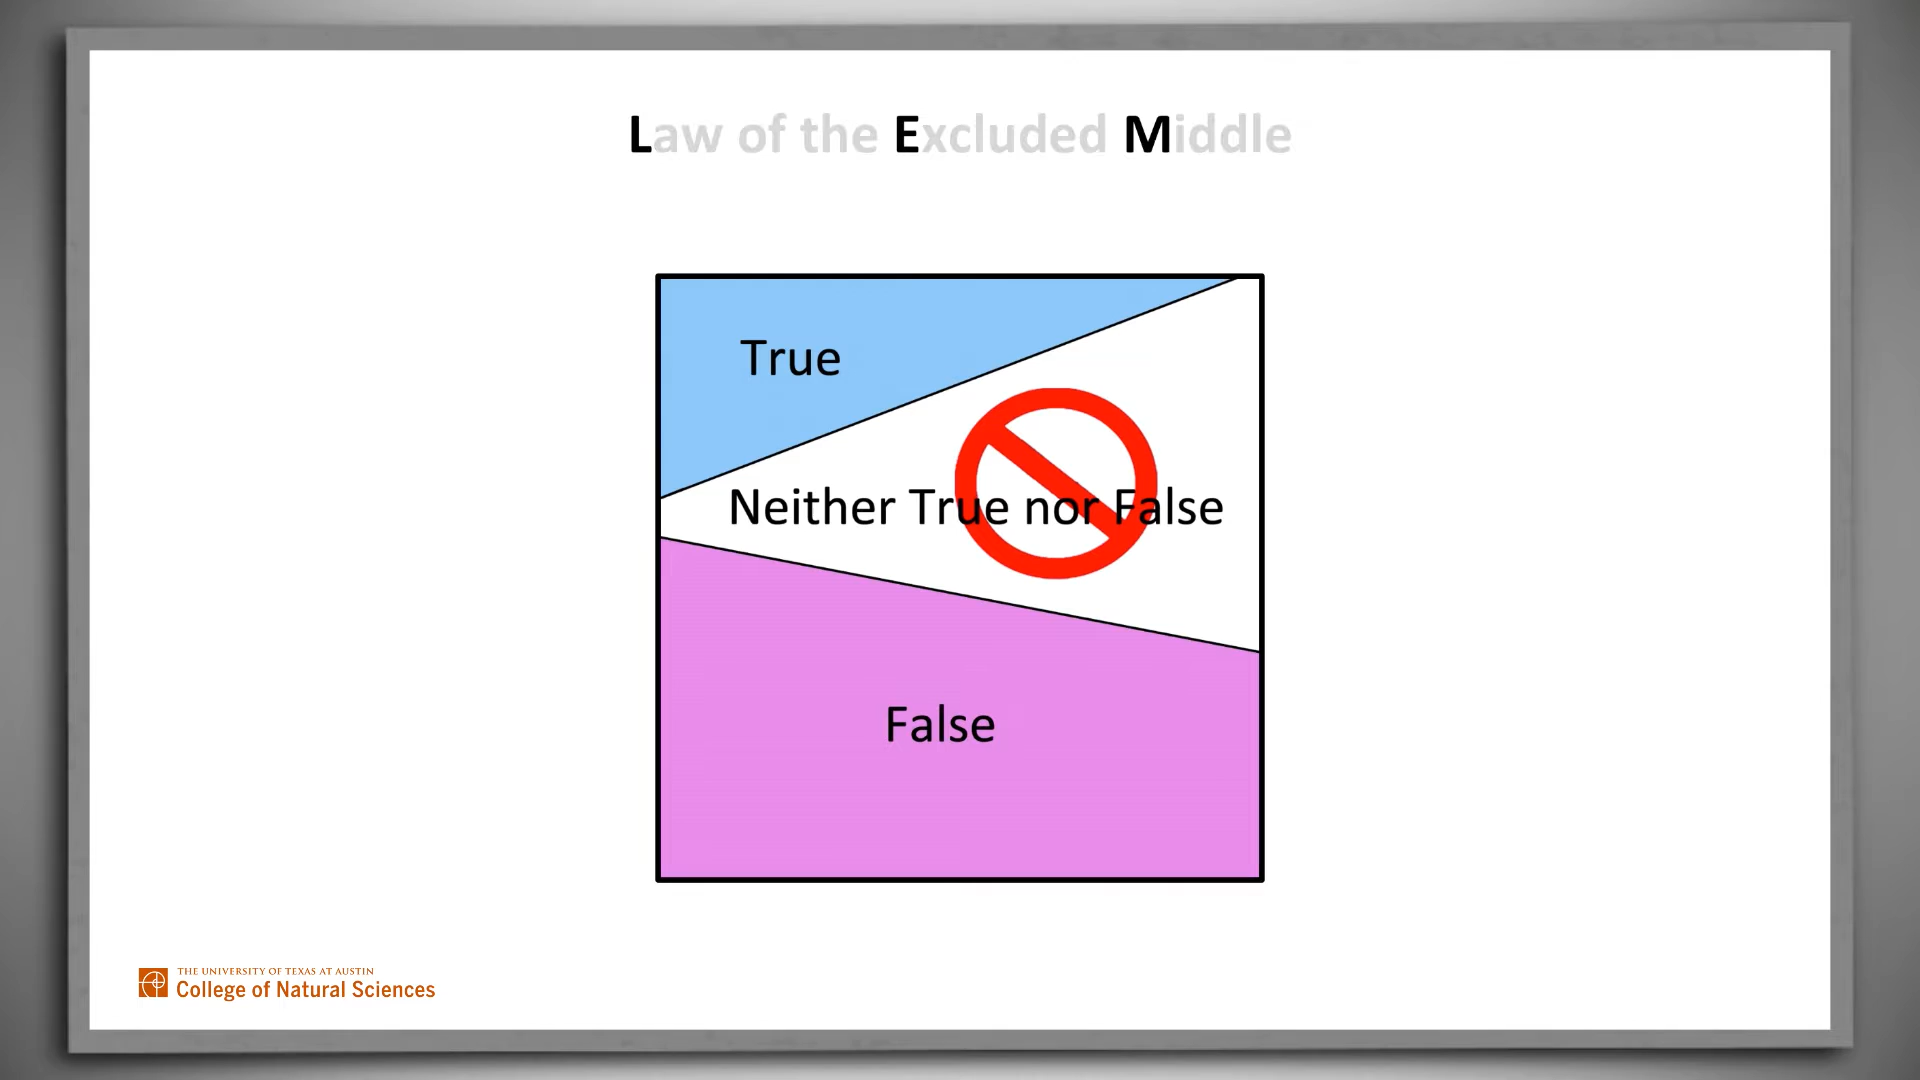 Law of the Excluded Middle
True
Neither True nor False
False
THE UNIVERSITY OF TEXAS AT AUSTIN
College of Natural Sciences